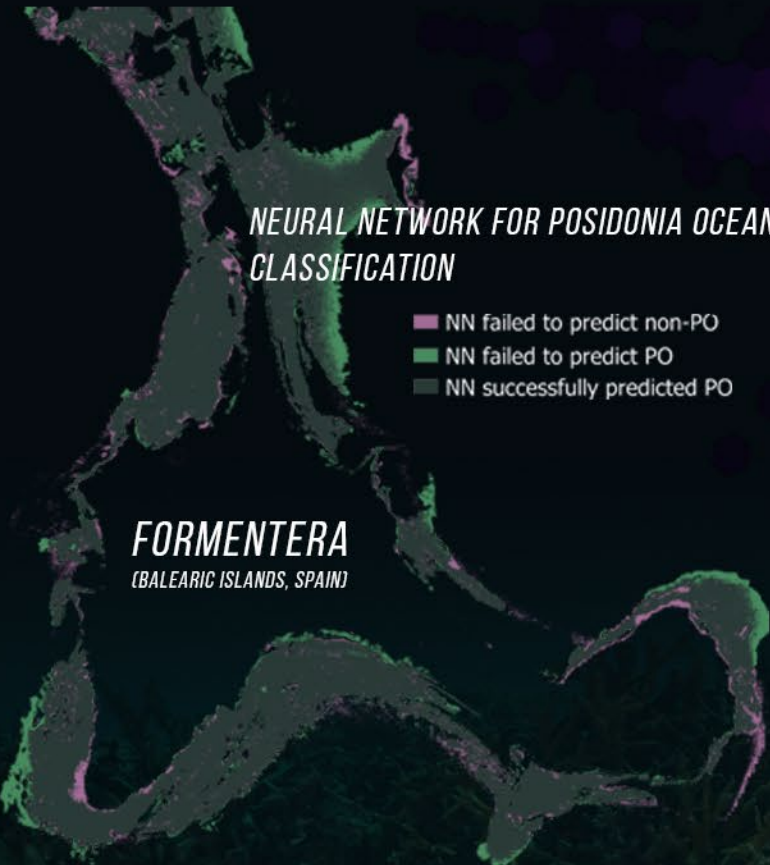 NEURAL NETWORK FOR POSIDONIA OCEAN
CLASSIFICATION
NN failed to predict non-PO
NN failed to predict PO
NN successfully predicted PO
FORMENTERA
(BALEARIC ISLANDS, SPAIN)